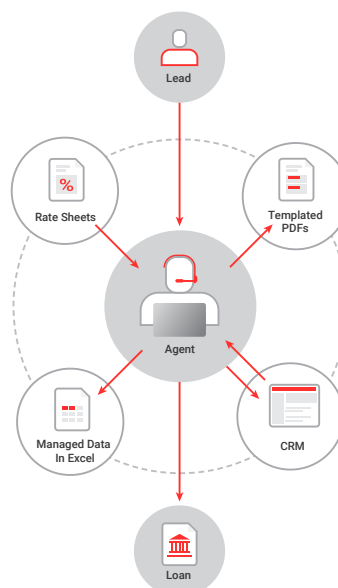 Lead
%
Rate Sheets
Templated
PDFs
Agent
Managed Data
In Excel
CRM
Loan